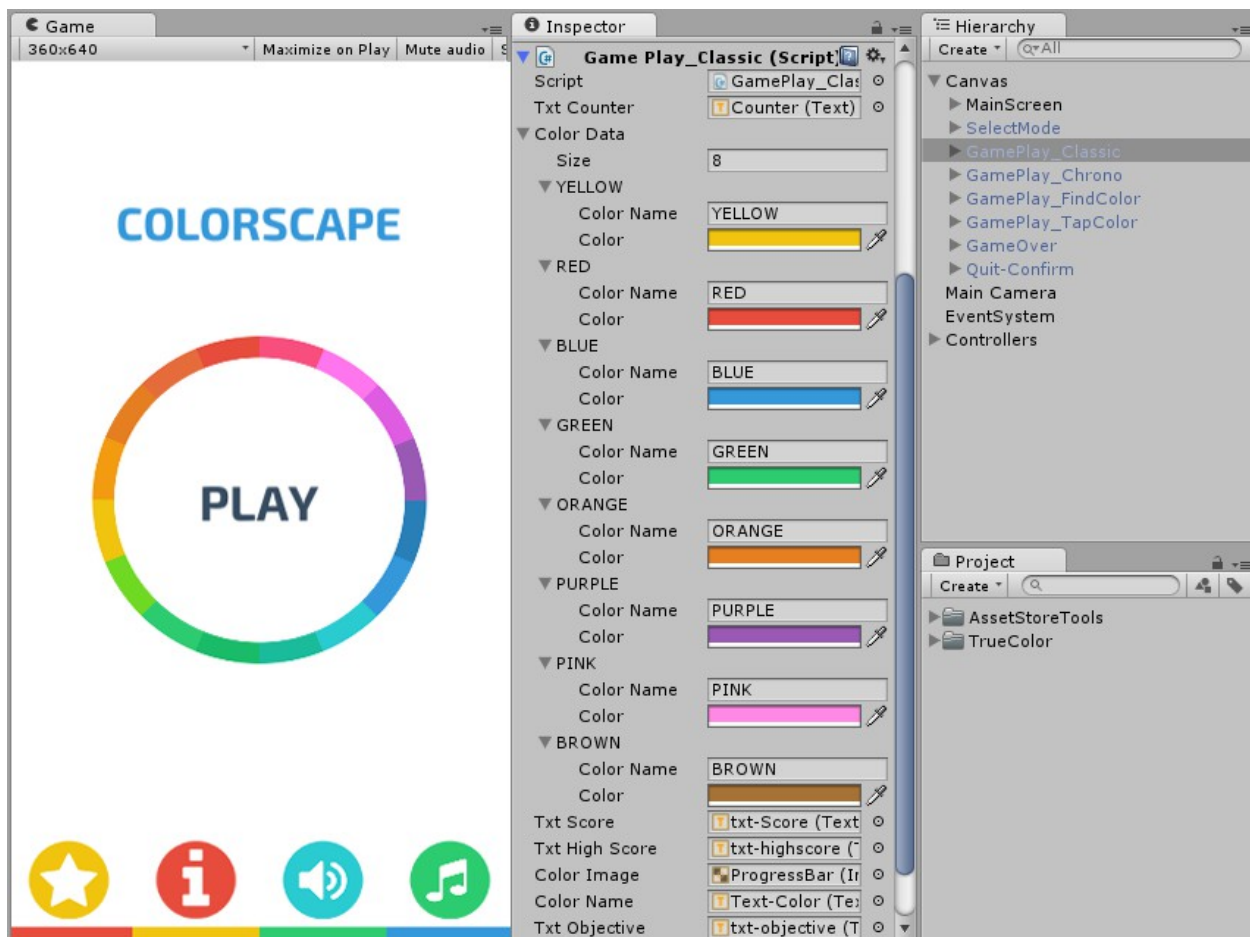 Game
360x640
Maximize on Play
Mute audio
S
COLORSCAPE
PLAY
Inspector
Game Play_Classic (Script)
Script
GamePlay_Clas
Txt Counter
Counter (Text)
Color Data
Size
8
YELLOW
Color Name
YELLOW
Color
RED
Color Name
RED
Color
BLUE
Color Name
BLUE
Color
GREEN
Color Name
GREEN
Color
ORANGE
Color Name
ORANGE
Color
PURPLE
Color Name
PURPLE
Color
PINK
Color Name
PINK
Color
BROWN
Color Name
BROWN
Color
Txt Score
txt-Score (Text
Txt High Score
txt-highscore (T
Color Image
ProgressBar (Ir
Color Name
Text-Color (Te
Txt Objective
txt-objective (T
Hierarchy
Create
All
Canvas
MainScreen
SelectMode
GamePlay_Classic
GamePlay_Chrono
GamePlay_FindColor
GamePlay_TapColor
GameOver
Quit-Confirm
Main Camera
EventSystem
Controllers
Project
Create
AssetStoreTools
TrueColor